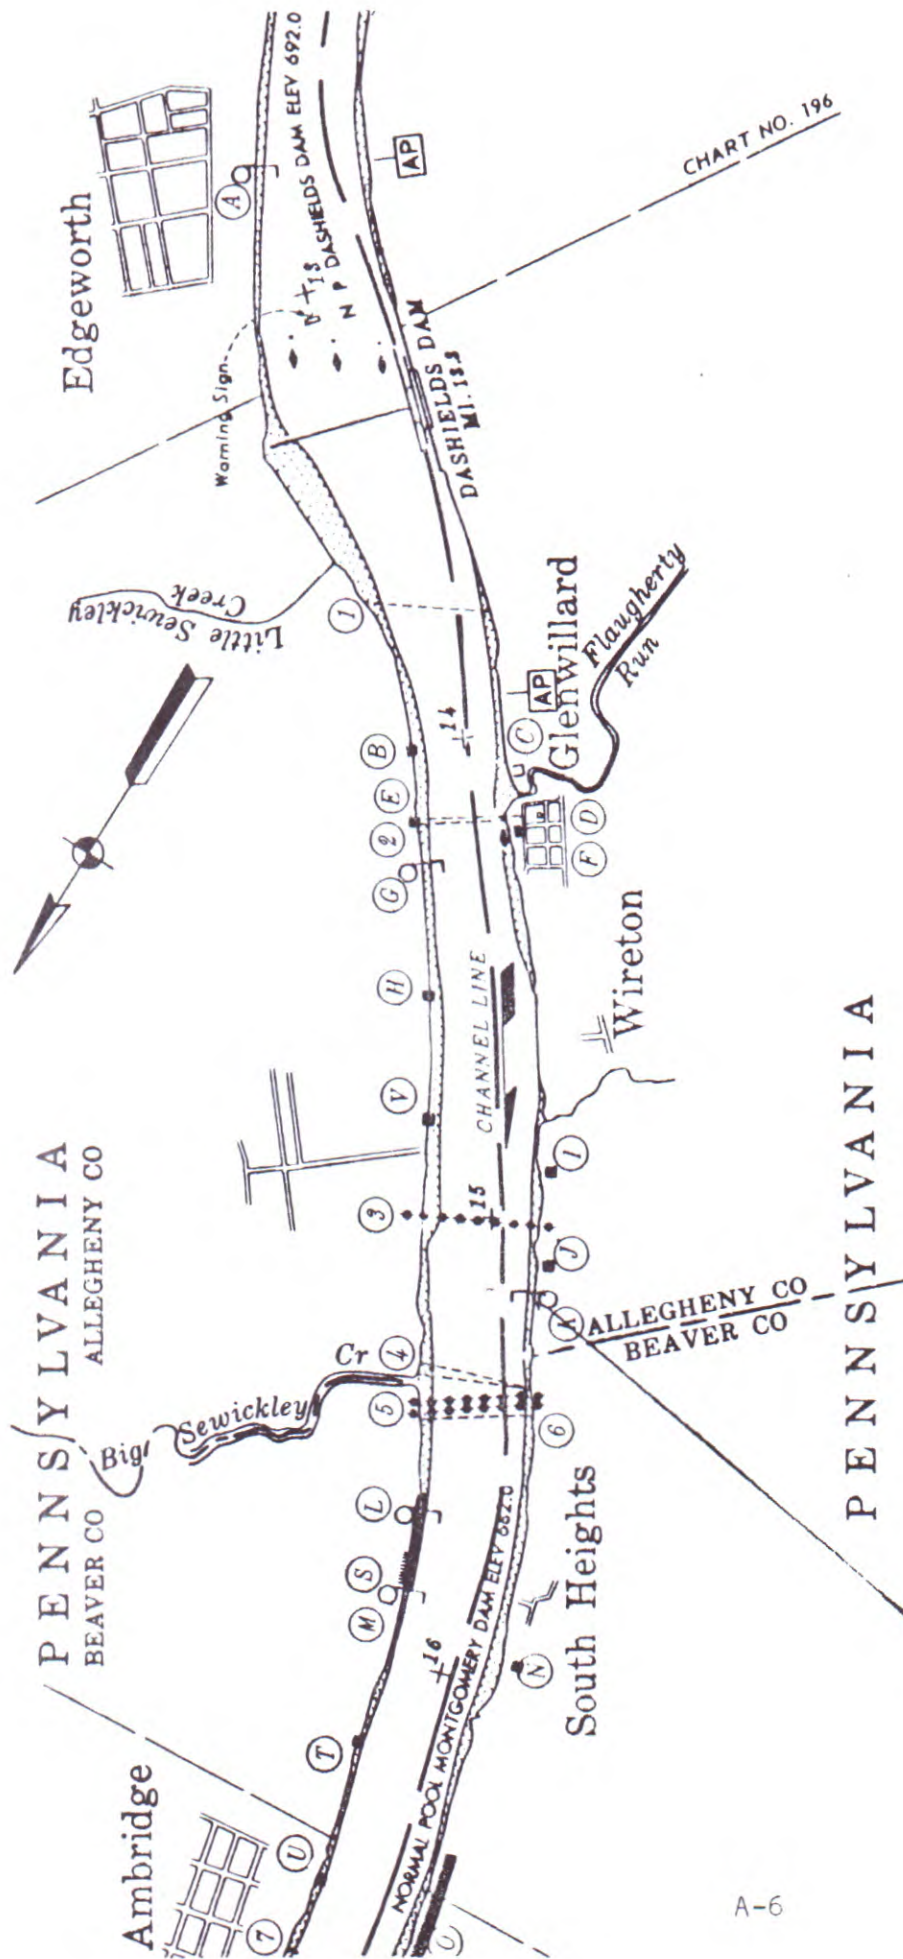 Edgeworth
A
N P DASHIELDS DAM ELEV 692.0
13
AP
CHART NO. 196
Warning Sign
DASHIELDS DAM
MI. 13.3
Little Sewickley
Creek
1
14
B
E
2
G
AP
C
Glenwillard
Flaugherty
Run
D
F
H
V
CHANNEL LINE
Wireton
I
15
3
J
K
ALLEGHENY CO
BEAVER CO
PENNSYLVANIA
ALLEGHENY CO
BEAVER CO
PENNSYLVANIA
Big
Sewickley
Cr
4
5
6
L
S
M
16
NORMAL POOL MONTGOMERY DAM ELEV 682.0
South Heights
N
T
Ambridge
U
7
O
A-6